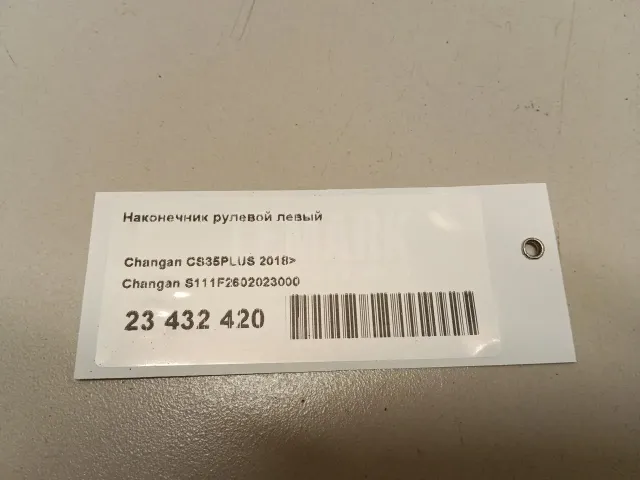 Наконечник рулевой левый
Changan CS35PLUS 2018>
Changan S111F2602023000
23 432 420